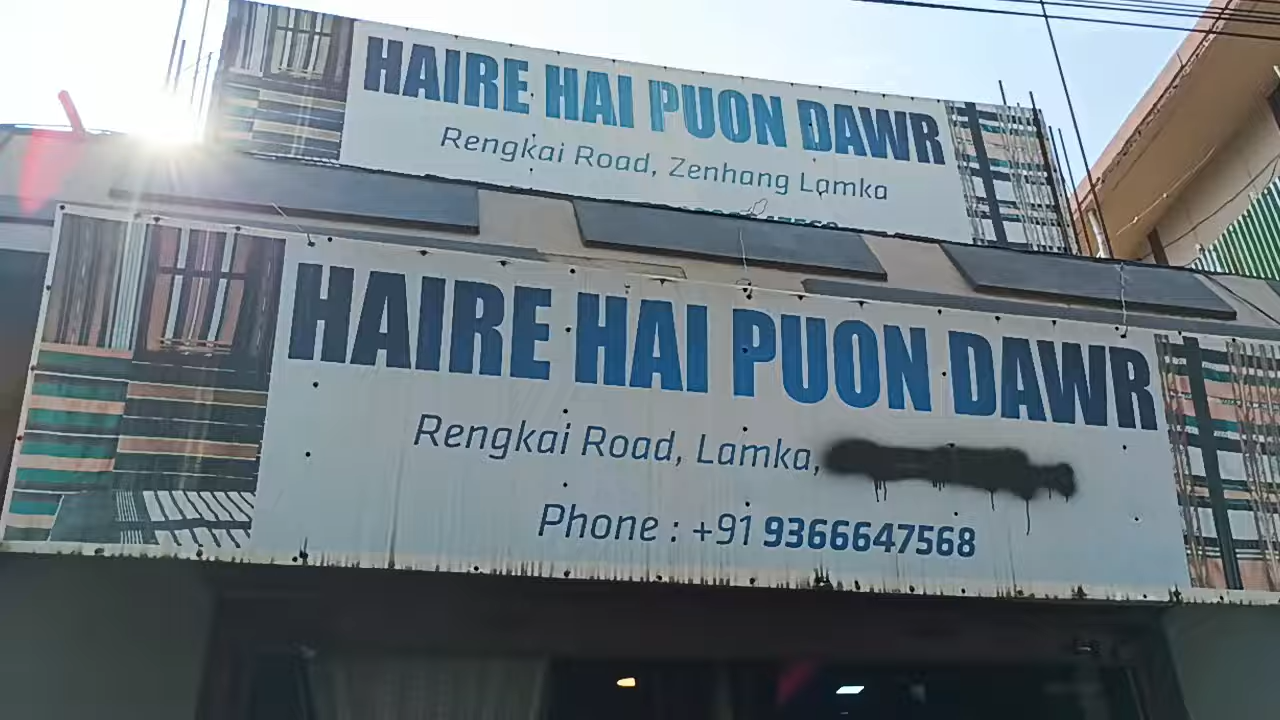 HAIRE HAI PUON DAWR
Rengkai Road, Zenhang Lamka
HAIRE HAI PUON DAWR
Rengkai Road, Lamka,
Phone : +91 9366647568